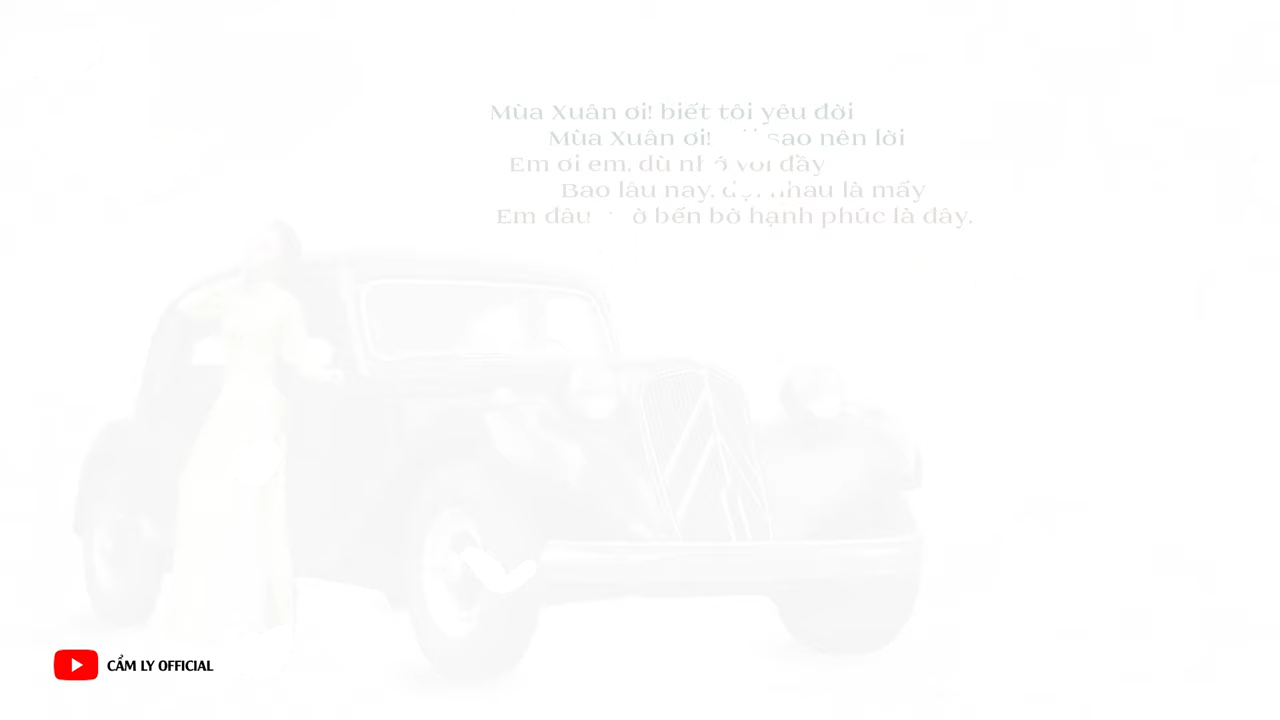 Mùa Xuân ơi! biết tôi yêu đời
Mùa Xuân ơi! sao nên lời
Em ơi em, dù vơi đầy
Bao lâu nay, nhau là mấy
Em đâu bến bờ hạnh phúc là đây.
CẨM LY OFFICIAL